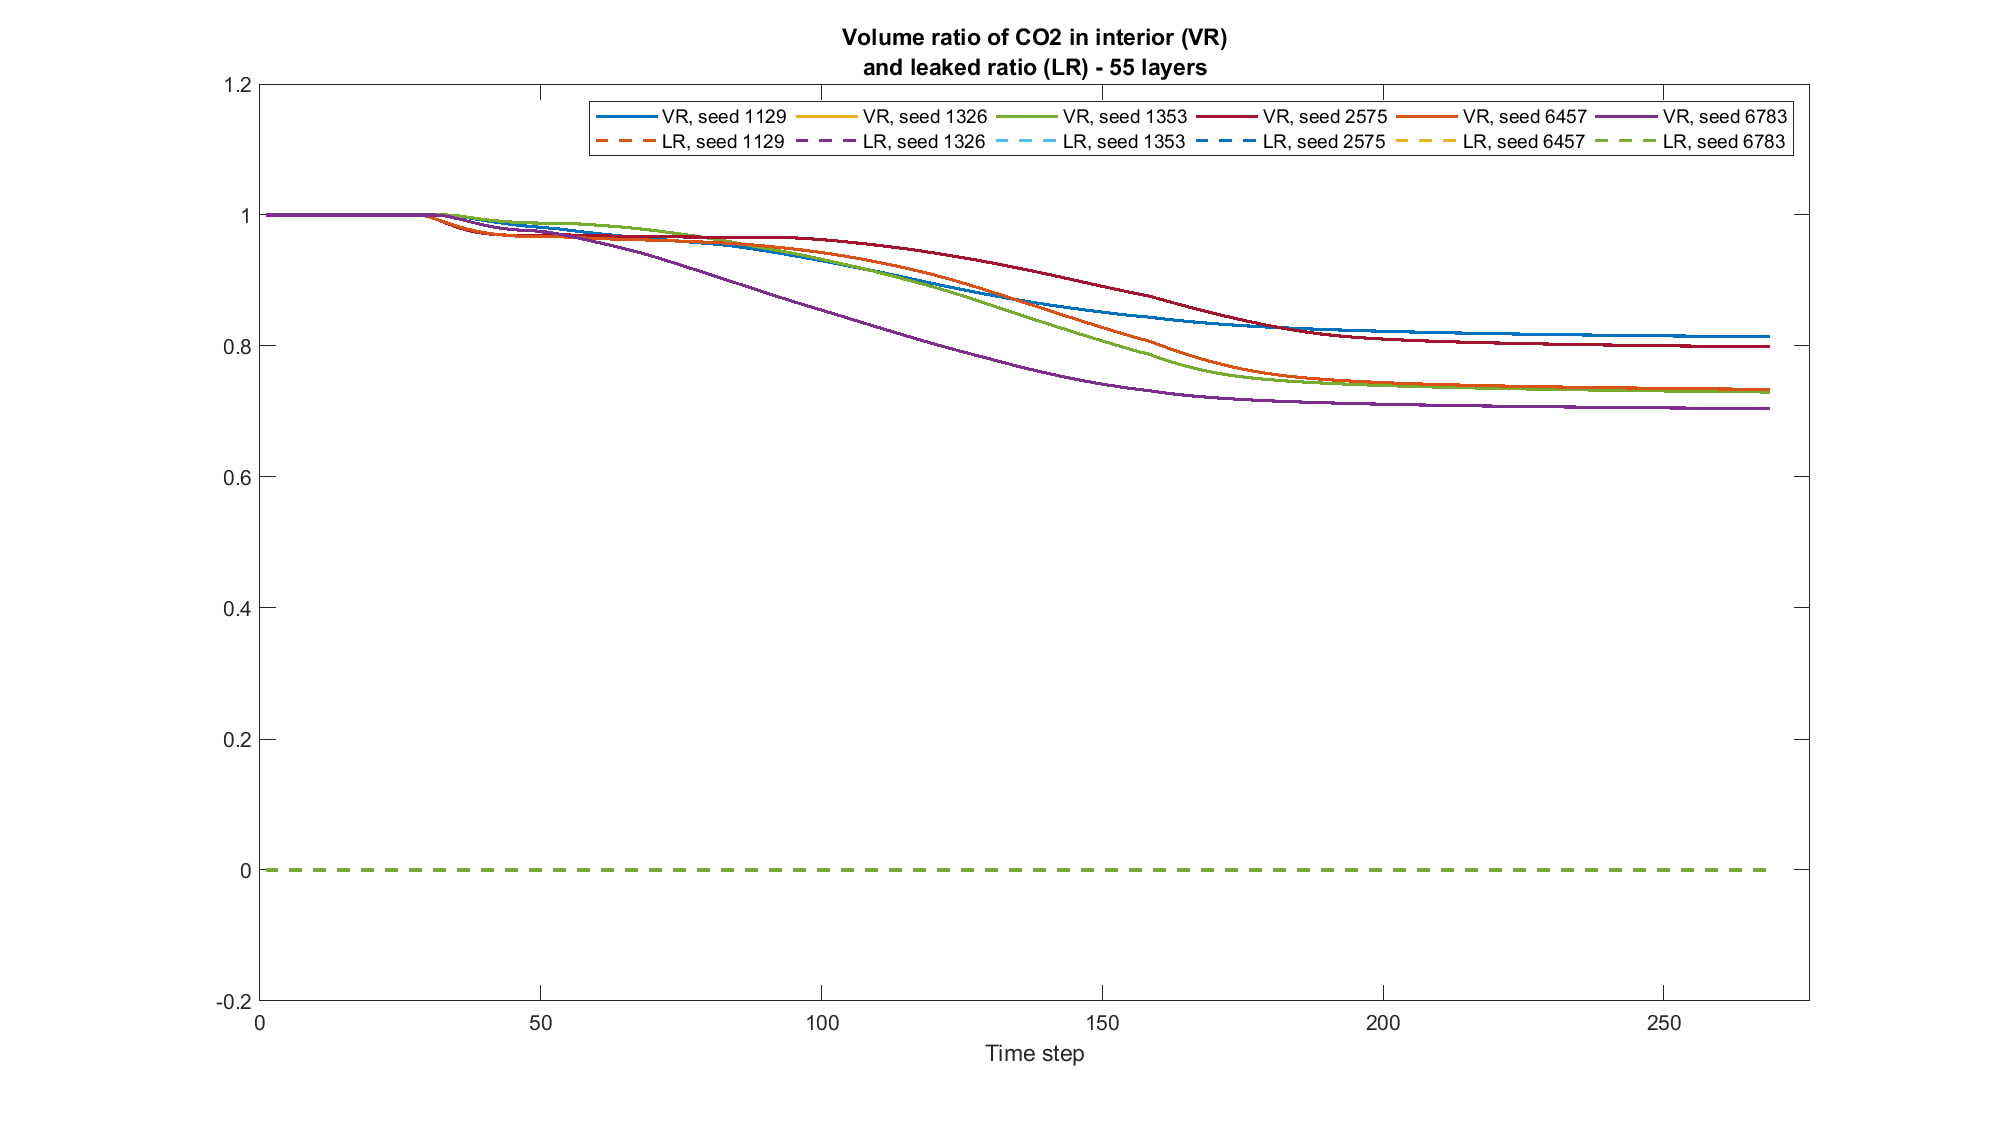 Volume ratio of CO2 in interior (VR)
and leaked ratio (LR) - 55 layers
1.2
VR, seed 1129 VR, seed 1326 VR, seed 1353 VR, seed 2575 VR, seed 6457 VR, seed 6783
LR, seed 1129 LR, seed 1326 LR, seed 1353 LR, seed 2575 LR, seed 6457 LR, seed 6783
1
0.8
0.6
0.4
0.2
0
-0.2
0 50 100 150 200 250
Time step